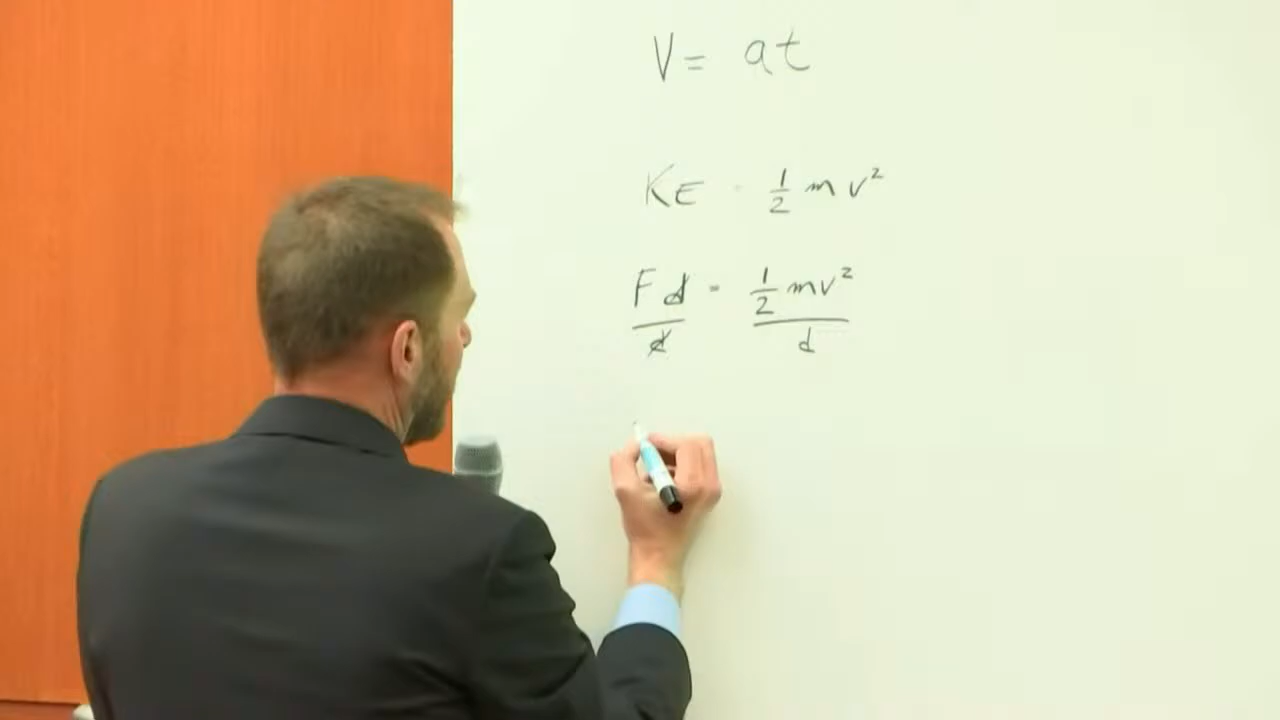 V = at
KE = 1/2 mv²
Fd = 1/2 mv²
d d